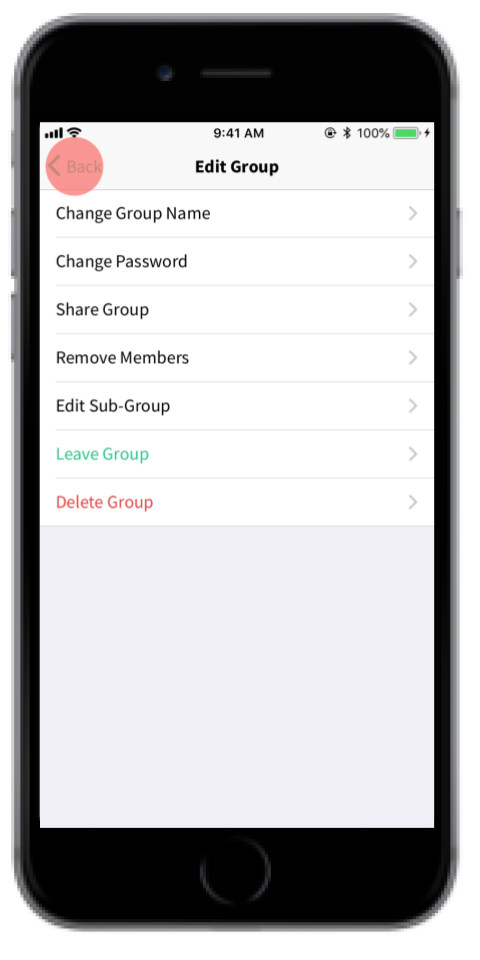 9:41 AM 100%
Back Edit Group
Change Group Name
Change Password
Share Group
Remove Members
Edit Sub-Group
Leave Group
Delete Group